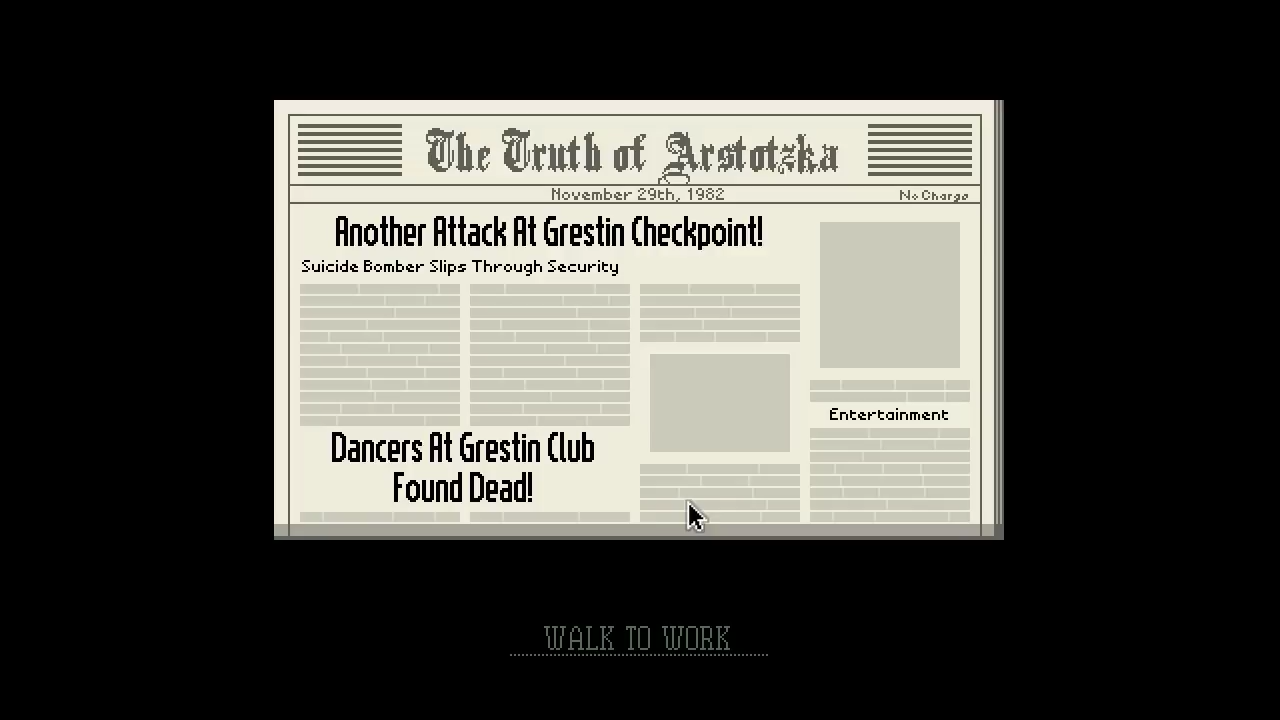 The Truth of Arstotzka
November 29th, 1982
No Charge
Another Attack At Grestin Checkpoint!
Suicide Bomber Slips Through Security
Entertainment
Dancers At Grestin Club
Found Dead!
WALK TO WORK